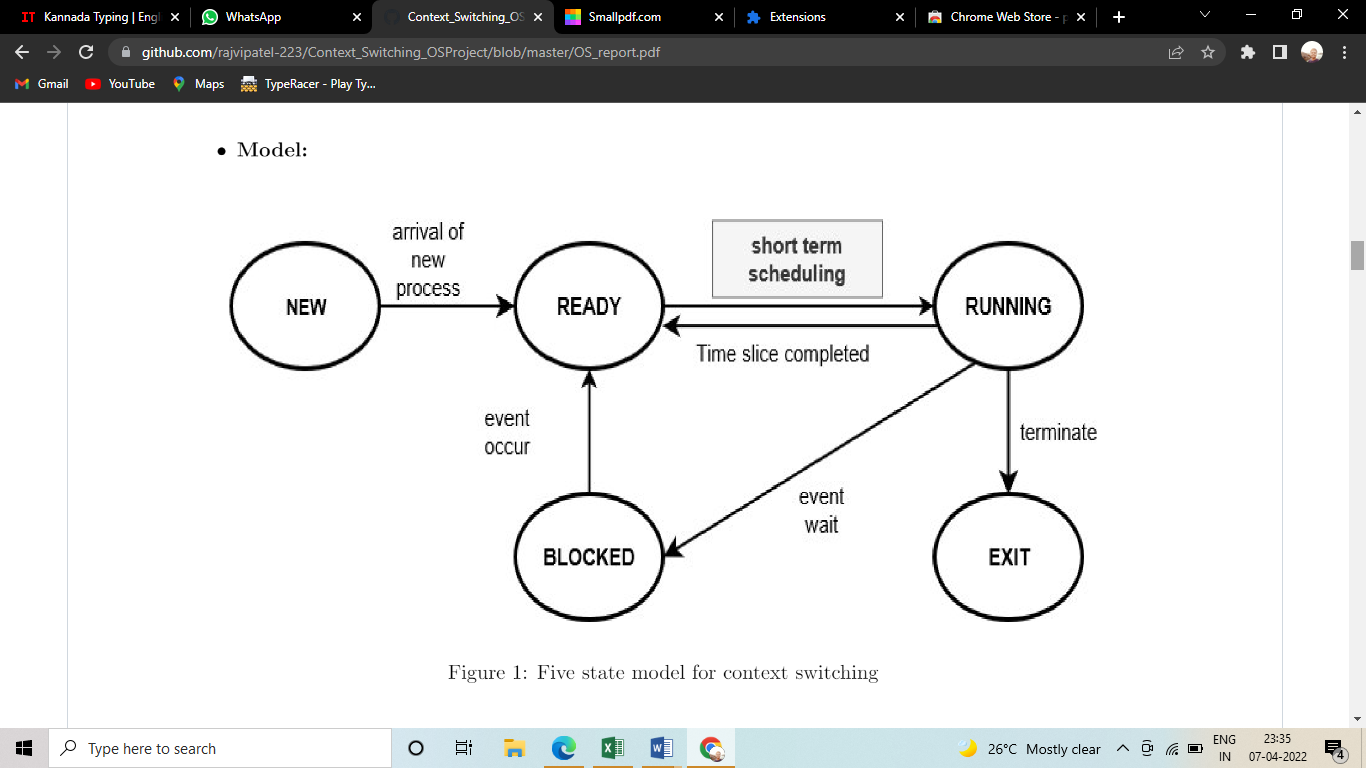 IT Kannada Typing | Eng
WhatsApp
Context_Switching_OS
Smallpdf.com
Extensions
Chrome Web Store - p
github.com/rajvipatel-223/Context_Switching_OSProject/blob/master/OS_report.pdf
Gmail
YouTube
Maps
TypeRacer - Play Ty...
• Model:
arrival of
new
process
short term
scheduling
NEW
READY
RUNNING
Time slice completed
event
occur
terminate
event
wait
BLOCKED
EXIT
Figure 1: Five state model for context switching
Type here to search
26°C Mostly clear
ENG
IN
23:35
07-04-2022
4